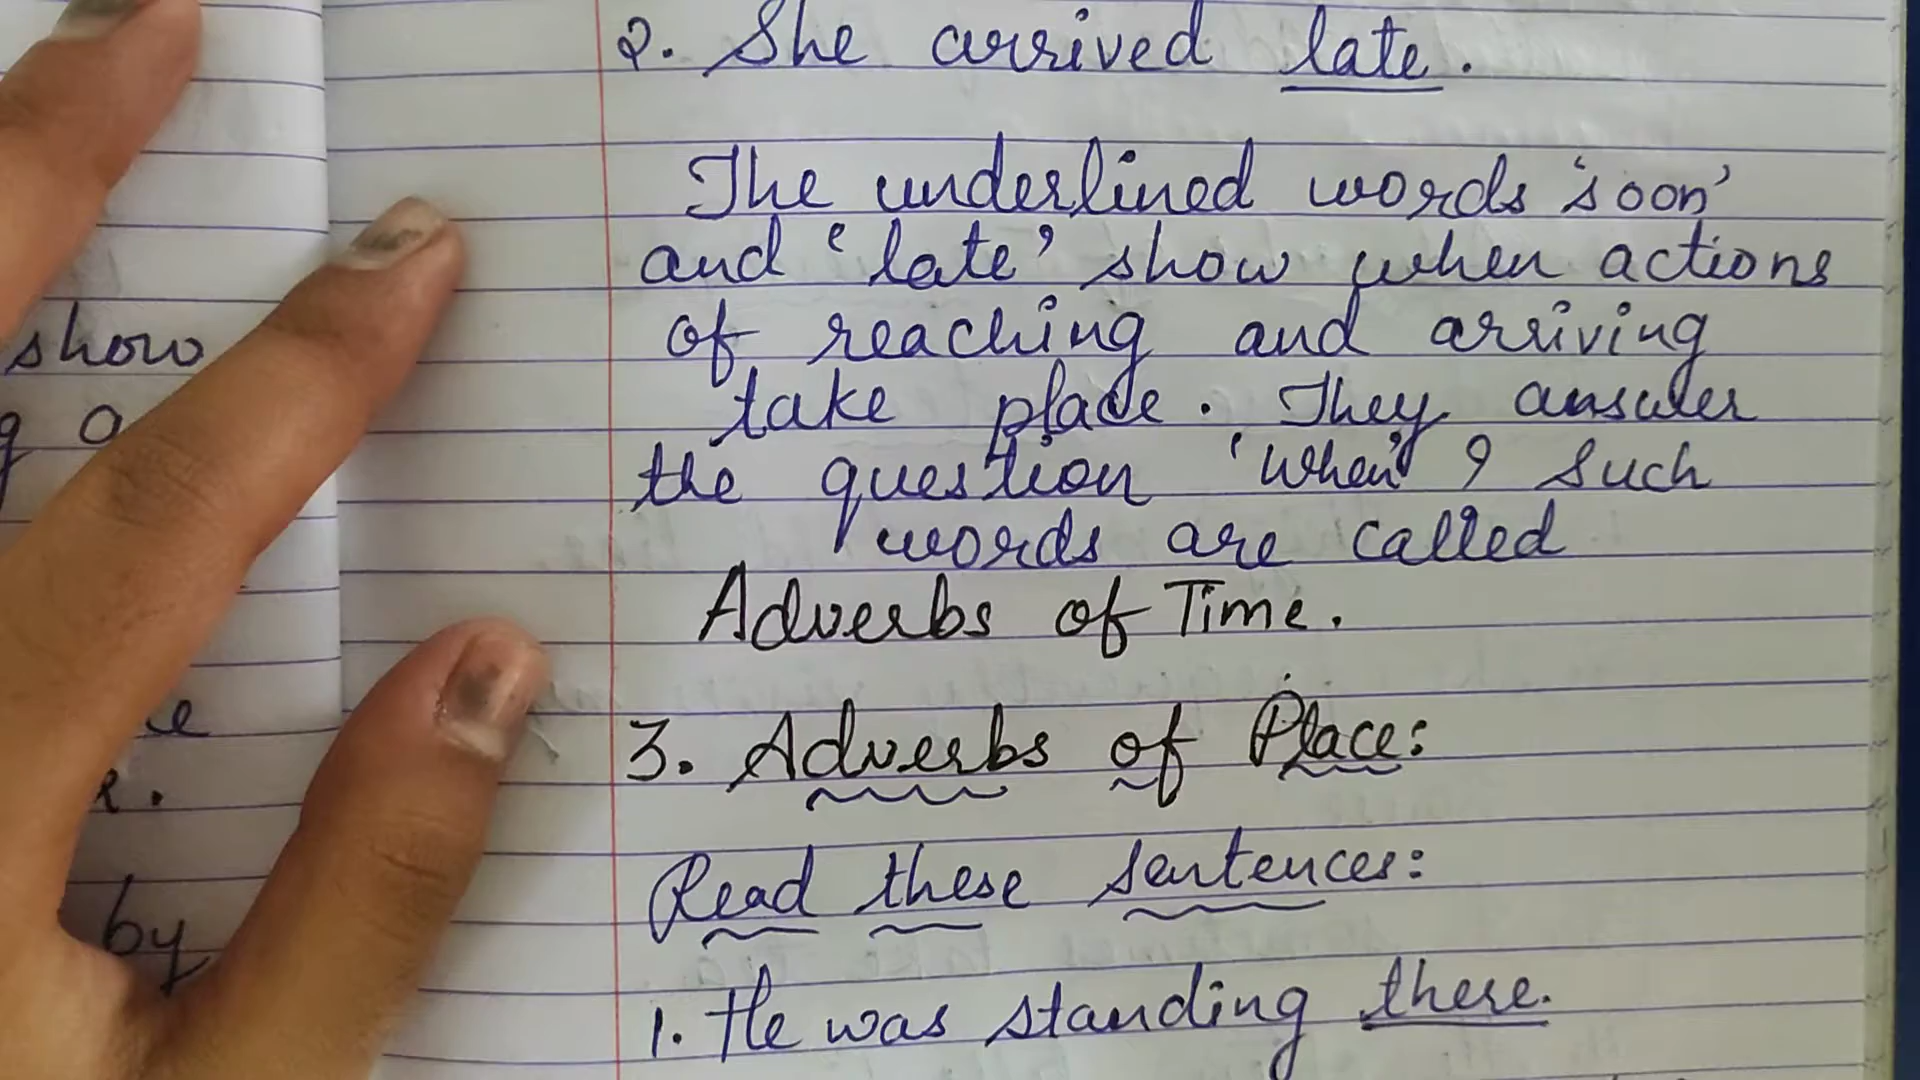 show
g a
e
r.
by
2. She arrived late.
The underlined words 'soon'
and 'late' show when actions
of reaching and arriving
take place. They answer
the question 'when'? Such
words are called
Adverbs of Time.
3. Adverbs of Place:
Read these sentences:
1. He was standing there.